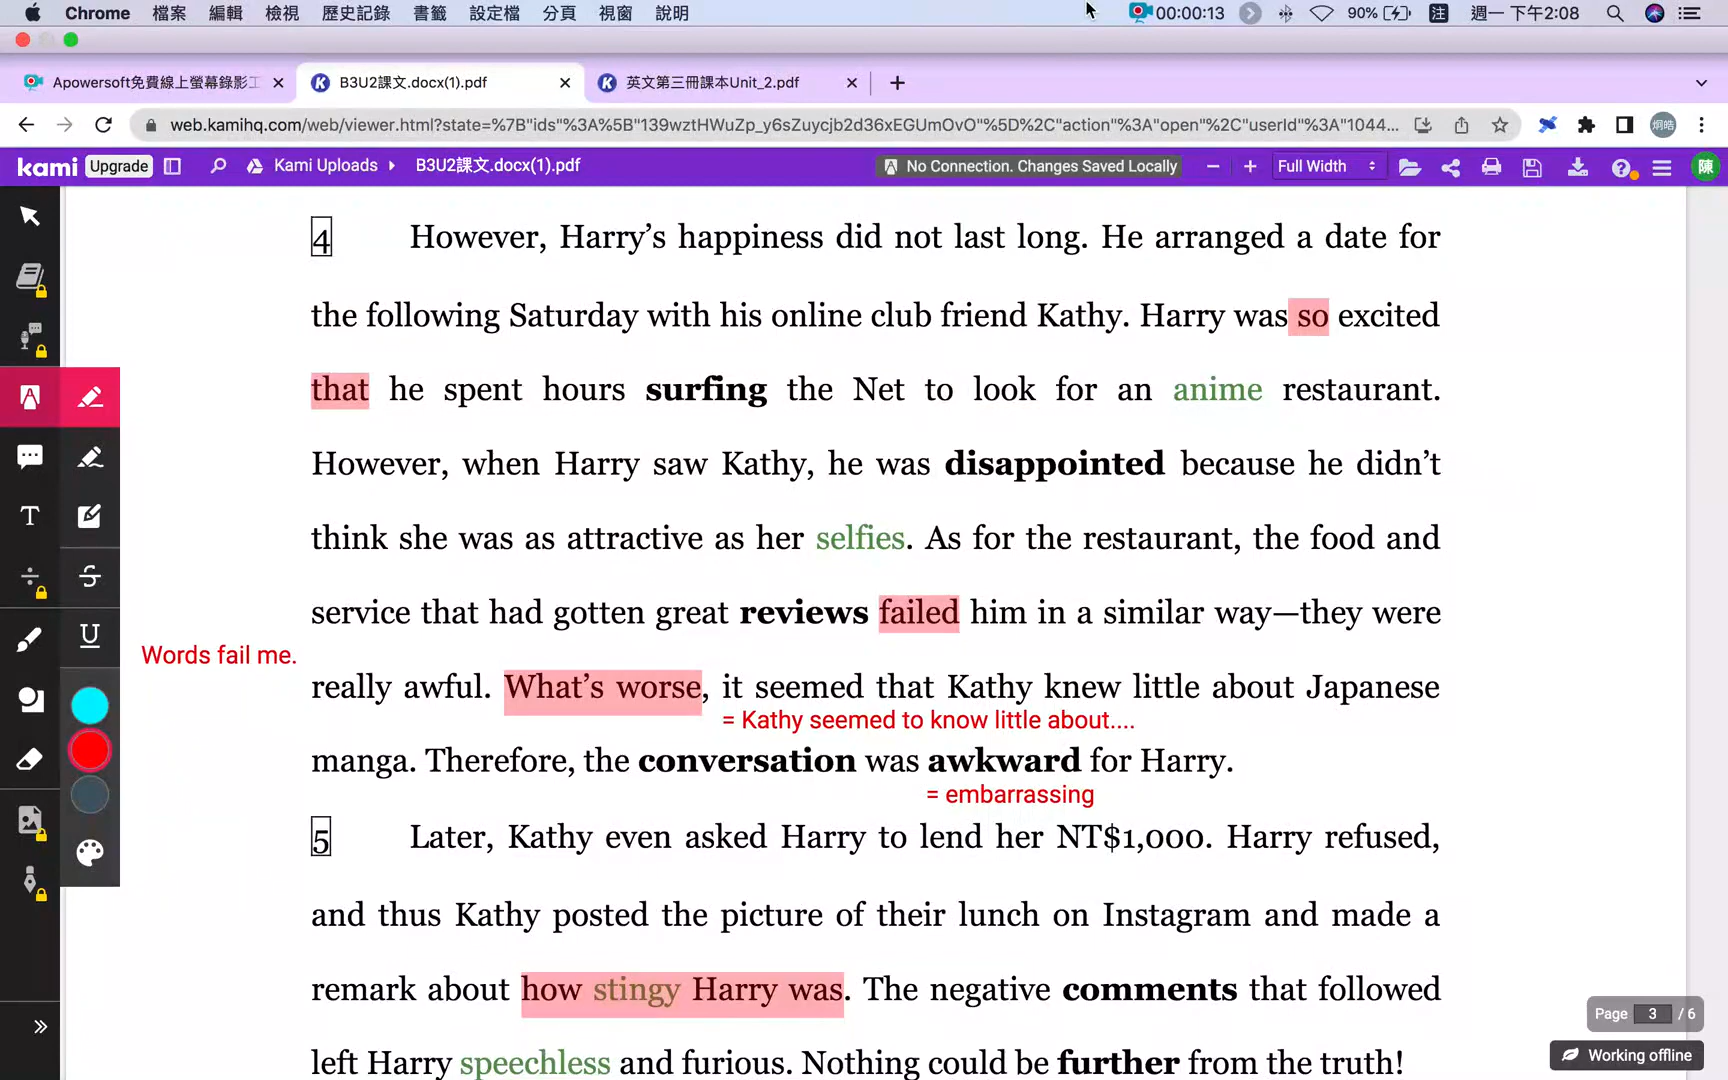 Chrome 檔案 編輯 檢視 歷史記錄 書籤 設定檔 分頁 視窗 說明 00:00:13 90% 注 週一 下午2:08
Apowersoft免費線上螢幕錄影工 B3U2課文.docx(1).pdf 英文第三冊課本Unit_2.pdf
web.kamihq.com/web/viewer.html?state=%7B"ids"%3A%5B"139wztHWuZp_y6sZuycjb2d36xEGUmOvO"%5D%2C"action"%3A"open"%2C"userId"%3A"1044... 炯皓
kami Upgrade Kami Uploads B3U2課文.docx(1).pdf No Connection. Changes Saved Locally Full Width 陳
4 However, Harry's happiness did not last long. He arranged a date for
the following Saturday with his online club friend Kathy. Harry was so excited
that he spent hours surfing the Net to look for an anime restaurant.
However, when Harry saw Kathy, he was disappointed because he didn't
think she was as attractive as her selfies. As for the restaurant, the food and
service that had gotten great reviews failed him in a similar way—they were
Words fail me.
really awful. What's worse, it seemed that Kathy knew little about Japanese
= Kathy seemed to know little about....
manga. Therefore, the conversation was awkward for Harry.
= embarrassing
5 Later, Kathy even asked Harry to lend her NT$1,000. Harry refused,
and thus Kathy posted the picture of their lunch on Instagram and made a
remark about how stingy Harry was. The negative comments that followed
left Harry speechless and furious. Nothing could be further from the truth!
Page 3 / 6
Working offline